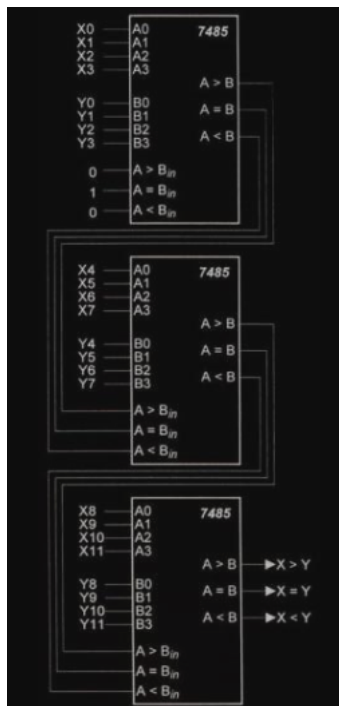 X0 A0 7485
X1 A1
X2 A2
X3 A3
A > B
Y0 B0 A = B
Y1 B1
Y2 B2 A < B
Y3 B3
0 A > Bin
1 A = Bin
0 A < Bin
X4 A0 7485
X5 A1
X6 A2
X7 A3
A > B
Y4 B0 A = B
Y5 B1
Y6 B2 A < B
Y7 B3
A > Bin
A = Bin
A < Bin
X8 A0 7485
X9 A1
X10 A2
X11 A3
A > B X > Y
Y8 B0 A = B X = Y
Y9 B1
Y10 B2 A < B X < Y
Y11 B3
A > Bin
A = Bin
A < Bin